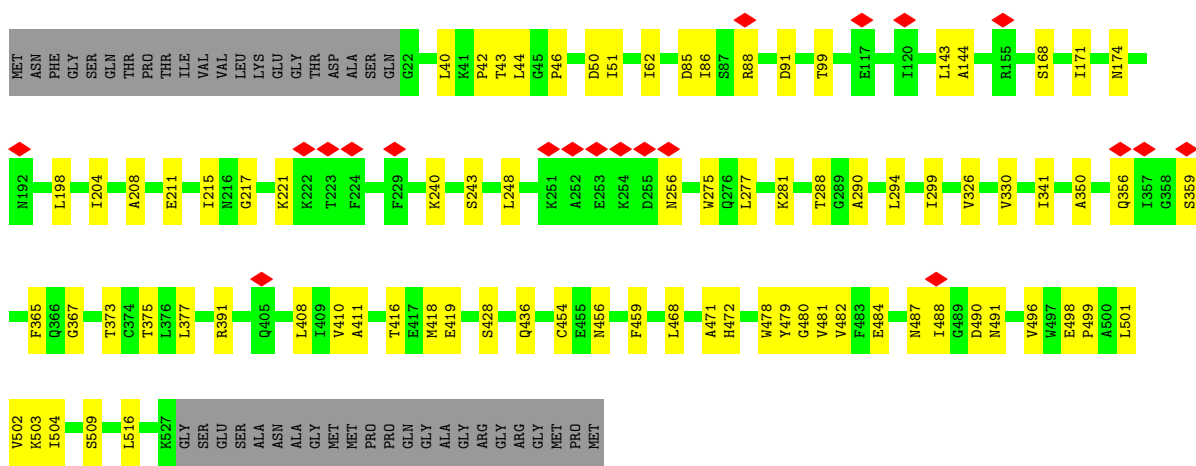 MET ASN PHE GLY SER GLN THR PRO THR ILE VAL VAL LEU LYS GLU GLY THR ASP ALA SER GLN G22 L40 K41 P42 T43 L44 G45 P46 D50 I51 I62 D85 I86 S87 R88 D91 T99 E117 I120 L143 A144 R155 S168 I171 N174
N192 L198 I204 A208 E211 I215 N216 G217 K221 K222 T223 F224 F229 K240 S243 L248 K251 A252 E253 K254 D255 N256 W275 Q276 L277 K281 T288 G289 A290 L294 I299 V326 V330 I341 A350 Q356 I357 G358 S359
F365 Q366 G367 T373 C374 T375 L376 L377 R391 Q405 L408 I409 V410 A411 T416 E417 M418 E419 S428 Q436 C454 E455 N456 F459 L468 A471 H472 W478 Y479 G480 V481 V482 F483 E484 N487 I488 G489 D490 N491 V496 W497 E498 P499 A500 L501
V502 K503 I504 S509 L516 K527 GLY SER GLU SER ALA ASN ALA GLY MET MET PRO PRO GLN GLY ALA GLY ARG GLY ARG GLY MET PRO MET